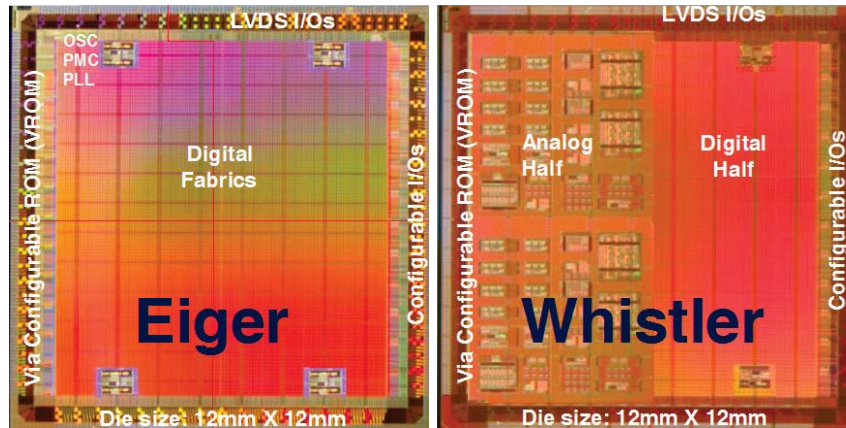 LVDS I/Os
OSC
PMC
PLL
Via Configurable ROM (VROM)
Digital
Fabrics
Configurable I/Os
Eiger
Die size: 12mm X 12mm
LVDS I/Os
Via Configurable ROM (VROM)
Analog
Half
Digital
Half
Configurable I/Os
Whistler
Die size: 12mm X 12mm